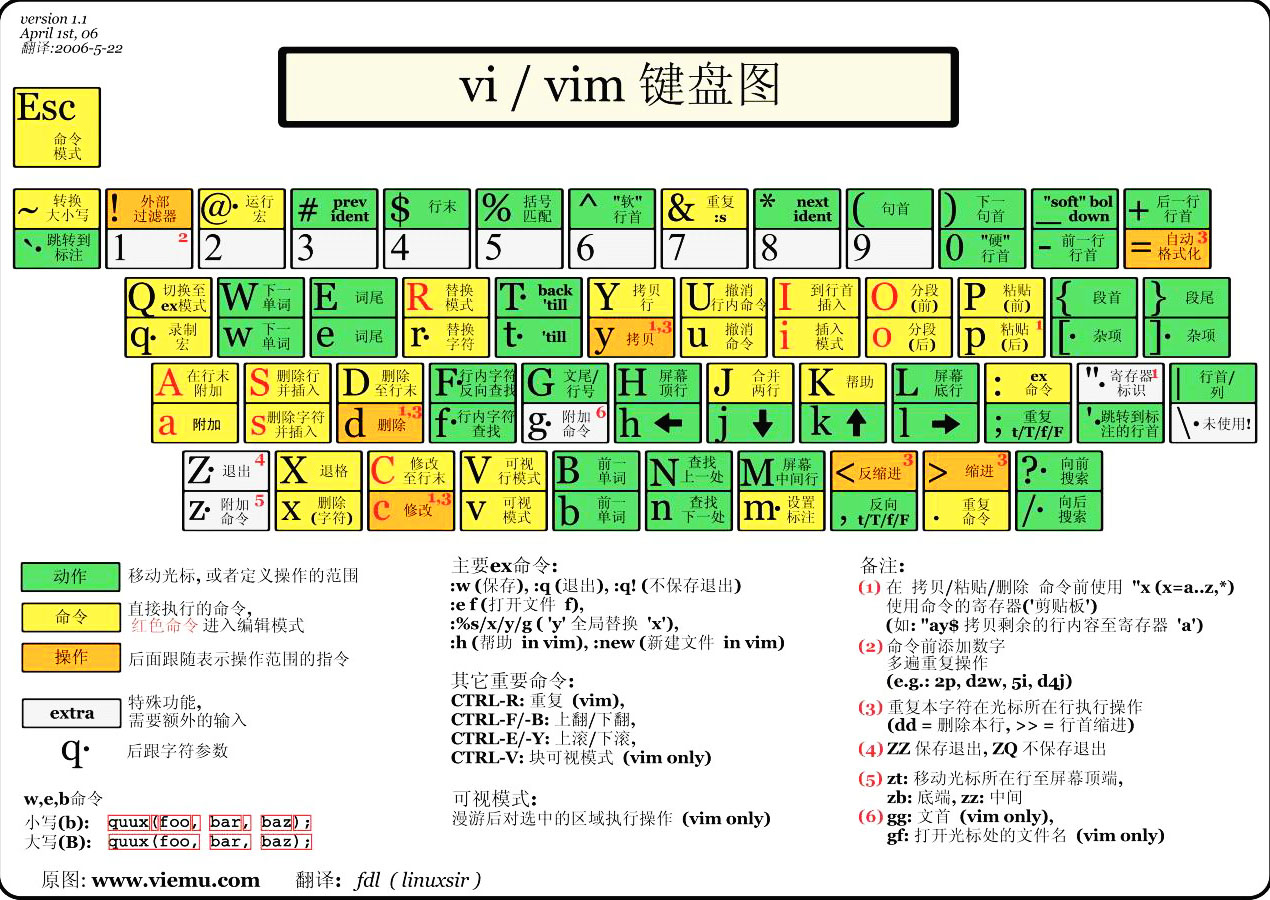 version 1.1
April 1st, 06
翻译:2006-5-22
vi / vim 键盘图
Esc
命令
模式
~ 转换
大小写
! 外部
过滤器
@· 运行
宏
# prev
ident
$ 行末
% 括号
匹配
^ "软"
行首
& 重复
:s
* next
ident
( 句首
) 下一
句首
"soft" bol
_ down
+ 后一行
行首
`· 跳转到
标注
1 2
2
3
4
5
6
7
8
9
0 "硬"
行首
- 前一行
行首
= 自动 3
格式化
Q 切换至
ex模式
W 下一
单词
E 词尾
R 替换
模式
T· back
'till
Y 拷贝
行
U 撤消
行内命令
I 到行首
插入
O 分段
(前)
P 粘贴
(前)
{ 段首
} 段尾
q· 录制
宏
w 下一
单词
e 词尾
r· 替换
字符
t· 'till
y 拷贝 1,3
u 撤消
命令
i 插入
模式
o 分段
(后)
p 粘贴 1
(后)
[· 杂项
]· 杂项
A 在行末
附加
S 删除行
并插入
D 删除
至行末
F· 行内字符
反向查找
G 文尾/
行号
H 屏幕
顶行
J 合并
两行
K 帮助
L 屏幕
底行
: ex
命令
"· 寄存器 1
标识
| 行首/
列
a 附加
s 删除字符
并插入
d 删除 1,3
f· 行内字符
查找
g· 附加 6
命令
h ←
j ↓
k ↑
l →
; 重复
t/T/f/F
'· 跳转到标
注的行首
\· 未使用!
Z· 退出 4
X 退格
C 修改
至行末
V 可视
行模式
B 前一
单词
N 查找
上一处
M 屏幕
中间行
< 反缩进 3
> 缩进 3
?· 向前
搜索
z· 附加 5
命令
x 删除
(字符)
c 修改 1,3
v 可视
模式
b 前一
单词
n 查找
下一处
m· 设置
标注
, 反向
t/T/f/F
. 重复
命令
/· 向后
搜索
动作 移动光标, 或者定义操作的范围
命令 直接执行的命令,
红色命令 进入编辑模式
操作 后面跟随表示操作范围的指令
extra 特殊功能,
需要额外的输入
q· 后跟字符参数
w,e,b命令
小写(b): quux(foo, bar, baz);
大写(B): quux(foo, bar, baz);
主要ex命令:
:w (保存), :q (退出), :q! (不保存退出)
:e f (打开文件 f),
:%s/x/y/g ( 'y' 全局替换 'x'),
:h (帮助 in vim), :new (新建文件 in vim)
其它重要命令:
CTRL-R: 重复 (vim),
CTRL-F/-B: 上翻/下翻,
CTRL-E/-Y: 上滚/下滚,
CTRL-V: 块可视模式 (vim only)
可视模式:
漫游后对选中的区域执行操作 (vim only)
备注:
(1) 在 拷贝/粘贴/删除 命令前使用 "x (x=a..z,*)
使用命令的寄存器('剪贴板')
(如: "ay$ 拷贝剩余的行内容至寄存器 'a')
(2) 命令前添加数字
多遍重复操作
(e.g.: 2p, d2w, 5i, d4j)
(3) 重复本字符在光标所在行执行操作
(dd = 删除本行, >> = 行首缩进)
(4) ZZ 保存退出, ZQ 不保存退出
(5) zt: 移动光标所在行至屏幕顶端,
zb: 底端, zz: 中间
(6) gg: 文首 (vim only),
gf: 打开光标处的文件名 (vim only)
原图: www.viemu.com 翻译: fdl ( linuxsir )